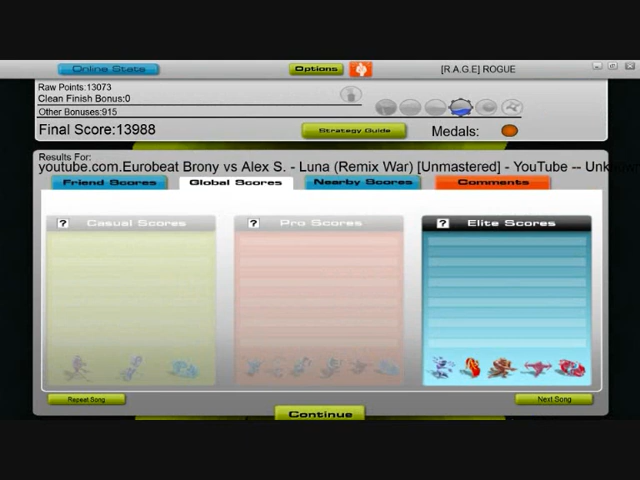 Online Stats
Options
[R.A.G.E] ROGUE
Raw Points:13073
Clean Finish Bonus:0
Other Bonuses:915
Final Score:13988
Strategy Guide
Medals:
Results For:
youtube.com.Eurobeat Brony vs Alex S. - Luna (Remix War) [Unmastered] - YouTube --
Friend Scores
Global Scores
Nearby Scores
Comments
? Casual Scores
? Pro Scores
? Elite Scores
Repeat Song
Next Song
Continue